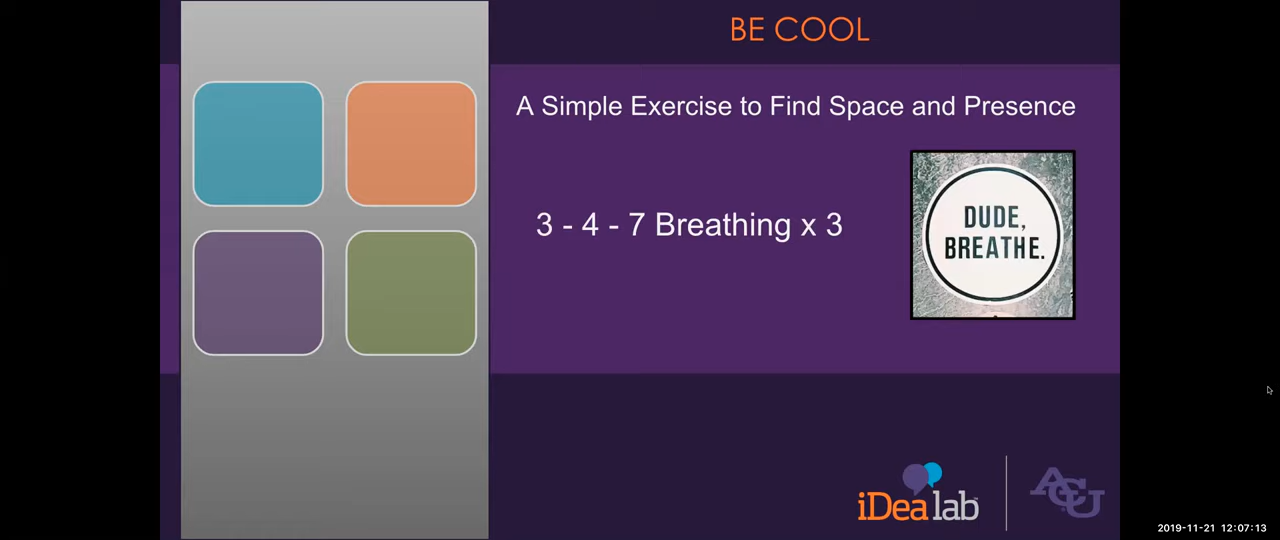 BE COOL
A Simple Exercise to Find Space and Presence
3 - 4 - 7 Breathing x 3
DUDE,
BREATHE.
iDea lab
ACU
2019-11-21 12:07:13